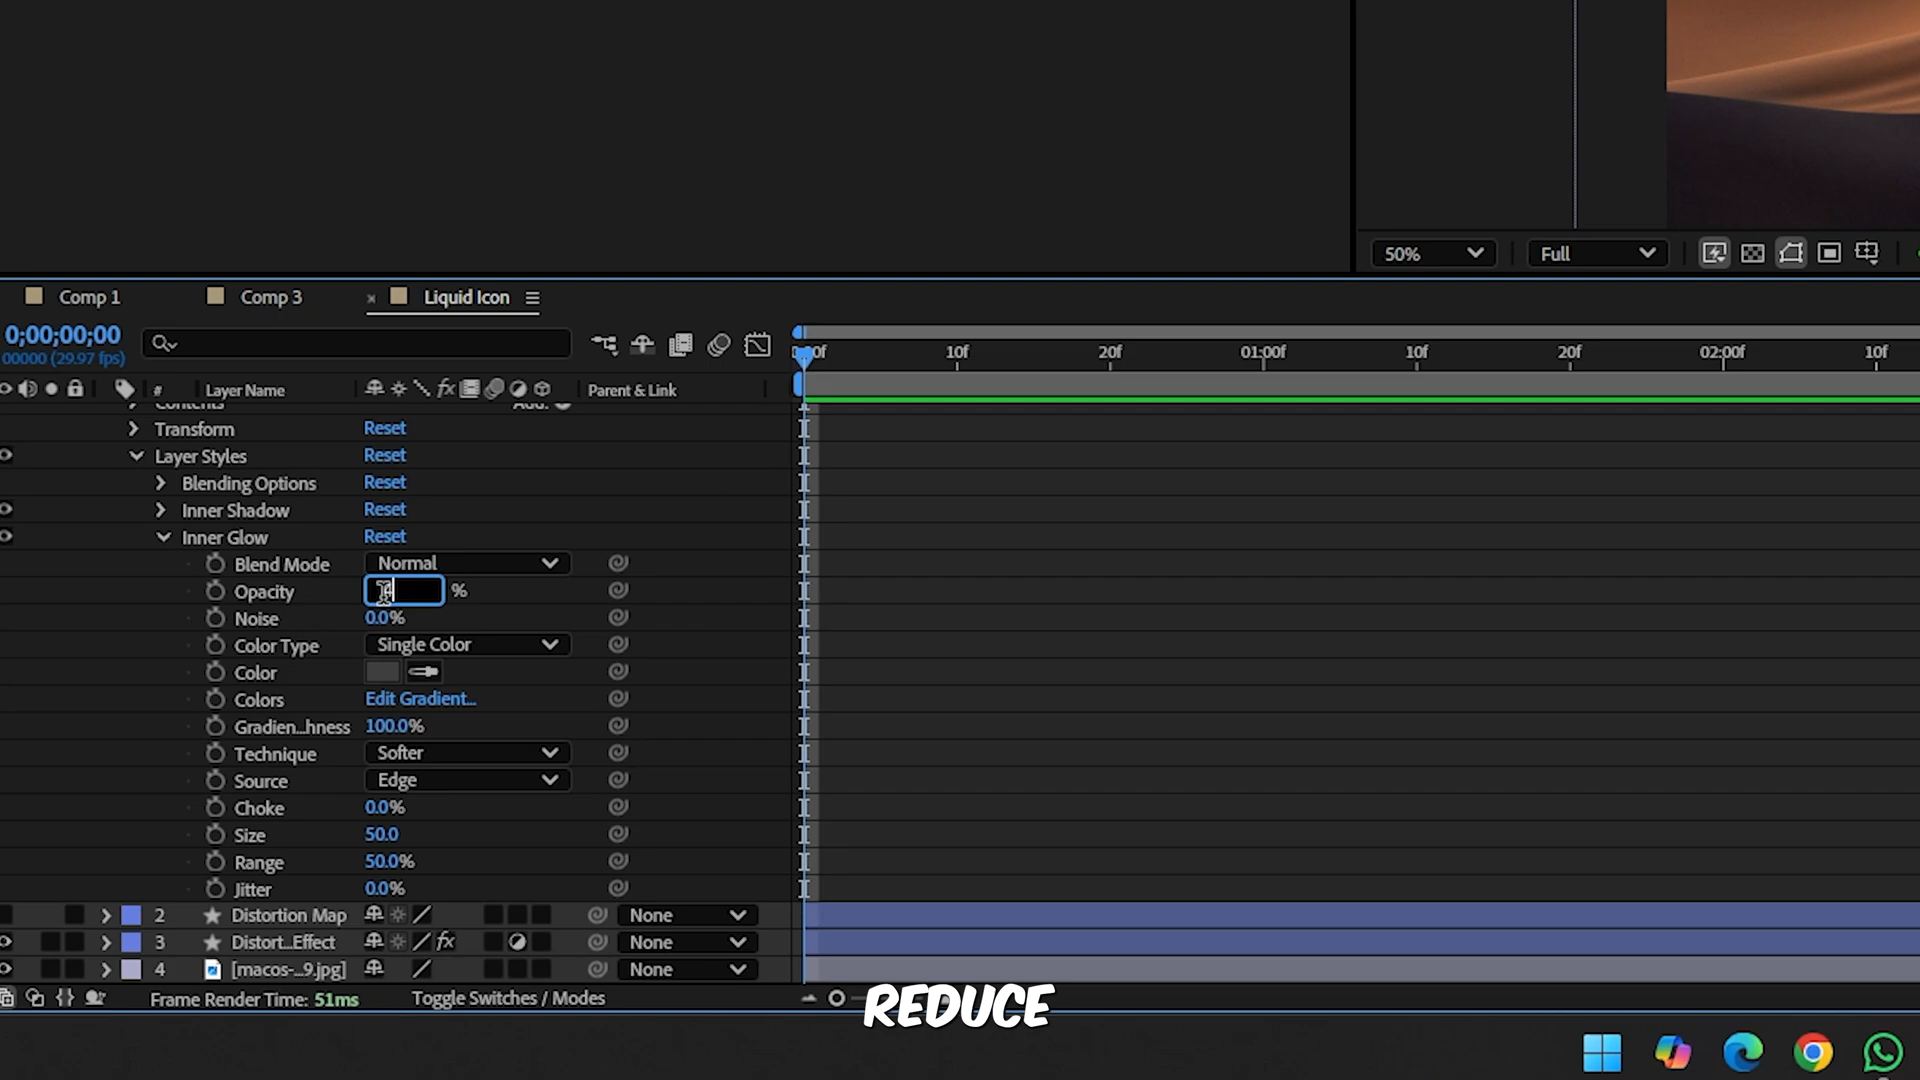 50%
Full
Comp 1
Comp 3
× Liquid Icon
0;00;00;00
00000 (29.97 fps)
# Layer Name
fx
Parent & Link
10f 20f 01:00f 10f 20f 02:00f 10f
Contents
Add:
Transform Reset
Layer Styles Reset
Blending Options Reset
Inner Shadow Reset
Inner Glow Reset
Blend Mode Normal
Opacity %
Noise 0.0%
Color Type Single Color
Color
Colors Edit Gradient...
Gradien...hness 100.0%
Technique Softer
Source Edge
Choke 0.0%
Size 50.0
Range 50.0%
Jitter 0.0%
2 Distortion Map None
3 Distort...Effect fx None
4 [macos-...9.jpg] None
Frame Render Time: 51ms
Toggle Switches / Modes
REDUCE